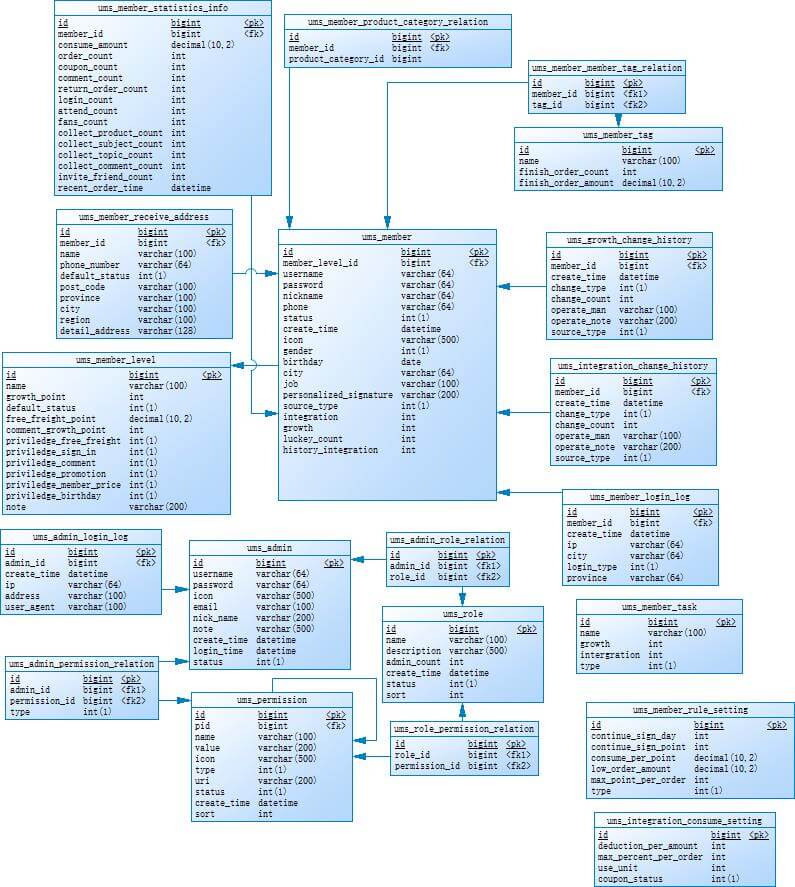 ums_member_statistics_info
id bigint <pk>
member_id bigint <fk>
consume_amount decimal(10,2)
order_count int
coupon_count int
comment_count int
return_order_count int
login_count int
attend_count int
fans_count int
collect_product_count int
collect_subject_count int
collect_topic_count int
collect_comment_count int
invite_friend_count int
recent_order_time datetime
ums_member_product_category_relation
id bigint <pk>
member_id bigint <fk>
product_category_id bigint
ums_member_member_tag_relation
id bigint <pk>
member_id bigint <fk1>
tag_id bigint <fk2>
ums_member_tag
id bigint <pk>
name varchar(100)
finish_order_count int
finish_order_amount decimal(10,2)
ums_member_receive_address
id bigint <pk>
member_id bigint <fk>
name varchar(100)
phone_number varchar(64)
default_status int(1)
post_code varchar(100)
province varchar(100)
city varchar(100)
region varchar(100)
detail_address varchar(128)
ums_member
id bigint <pk>
member_level_id bigint <fk>
username varchar(64)
password varchar(64)
nickname varchar(64)
phone varchar(64)
status int(1)
create_time datetime
icon varchar(500)
gender int(1)
birthday date
city varchar(64)
job varchar(100)
personalized_signature varchar(200)
source_type int(1)
integration int
growth int
luckey_count int
history_integration int
ums_growth_change_history
id bigint <pk>
member_id bigint <fk>
create_time datetime
change_type int(1)
change_count int
operate_man varchar(100)
operate_note varchar(200)
source_type int(1)
ums_member_level
id bigint <pk>
name varchar(100)
growth_point int
default_status int(1)
free_freight_point decimal(10,2)
comment_growth_point int
priviledge_free_freight int(1)
priviledge_sign_in int(1)
priviledge_comment int(1)
priviledge_promotion int(1)
priviledge_member_price int(1)
priviledge_birthday int(1)
note varchar(200)
ums_integration_change_history
id bigint <pk>
member_id bigint <fk>
create_time datetime
change_type int(1)
change_count int
operate_man varchar(100)
operate_note varchar(200)
source_type int(1)
ums_member_login_log
id bigint <pk>
member_id bigint <fk>
create_time datetime
ip varchar(64)
city varchar(64)
login_type int(1)
province varchar(64)
ums_admin_login_log
id bigint <pk>
admin_id bigint <fk>
create_time datetime
ip varchar(64)
address varchar(100)
user_agent varchar(100)
ums_admin
id bigint <pk>
username varchar(64)
password varchar(64)
icon varchar(500)
email varchar(100)
nick_name varchar(200)
note varchar(500)
create_time datetime
login_time datetime
status int(1)
ums_admin_role_relation
id bigint <pk>
admin_id bigint <fk1>
role_id bigint <fk2>
ums_role
id bigint <pk>
name varchar(100)
description varchar(500)
admin_count int
create_time datetime
status int(1)
sort int
ums_member_task
id bigint <pk>
name varchar(100)
growth int
intergration int
type int(1)
ums_admin_permission_relation
id bigint <pk>
admin_id bigint <fk1>
permission_id bigint <fk2>
type int(1)
ums_permission
id bigint <pk>
pid bigint <fk>
name varchar(100)
value varchar(200)
icon varchar(500)
type int(1)
uri varchar(200)
status int(1)
create_time datetime
sort int
ums_role_permission_relation
id bigint <pk>
role_id bigint <fk1>
permission_id bigint <fk2>
ums_member_rule_setting
id bigint <pk>
continue_sign_day int
continue_sign_point int
consume_per_point decimal(10,2)
low_order_amount decimal(10,2)
max_point_per_order int
type int(1)
ums_integration_consume_setting
id bigint <pk>
deduction_per_amount int
max_percent_per_order int
use_unit int
coupon_status int(1)